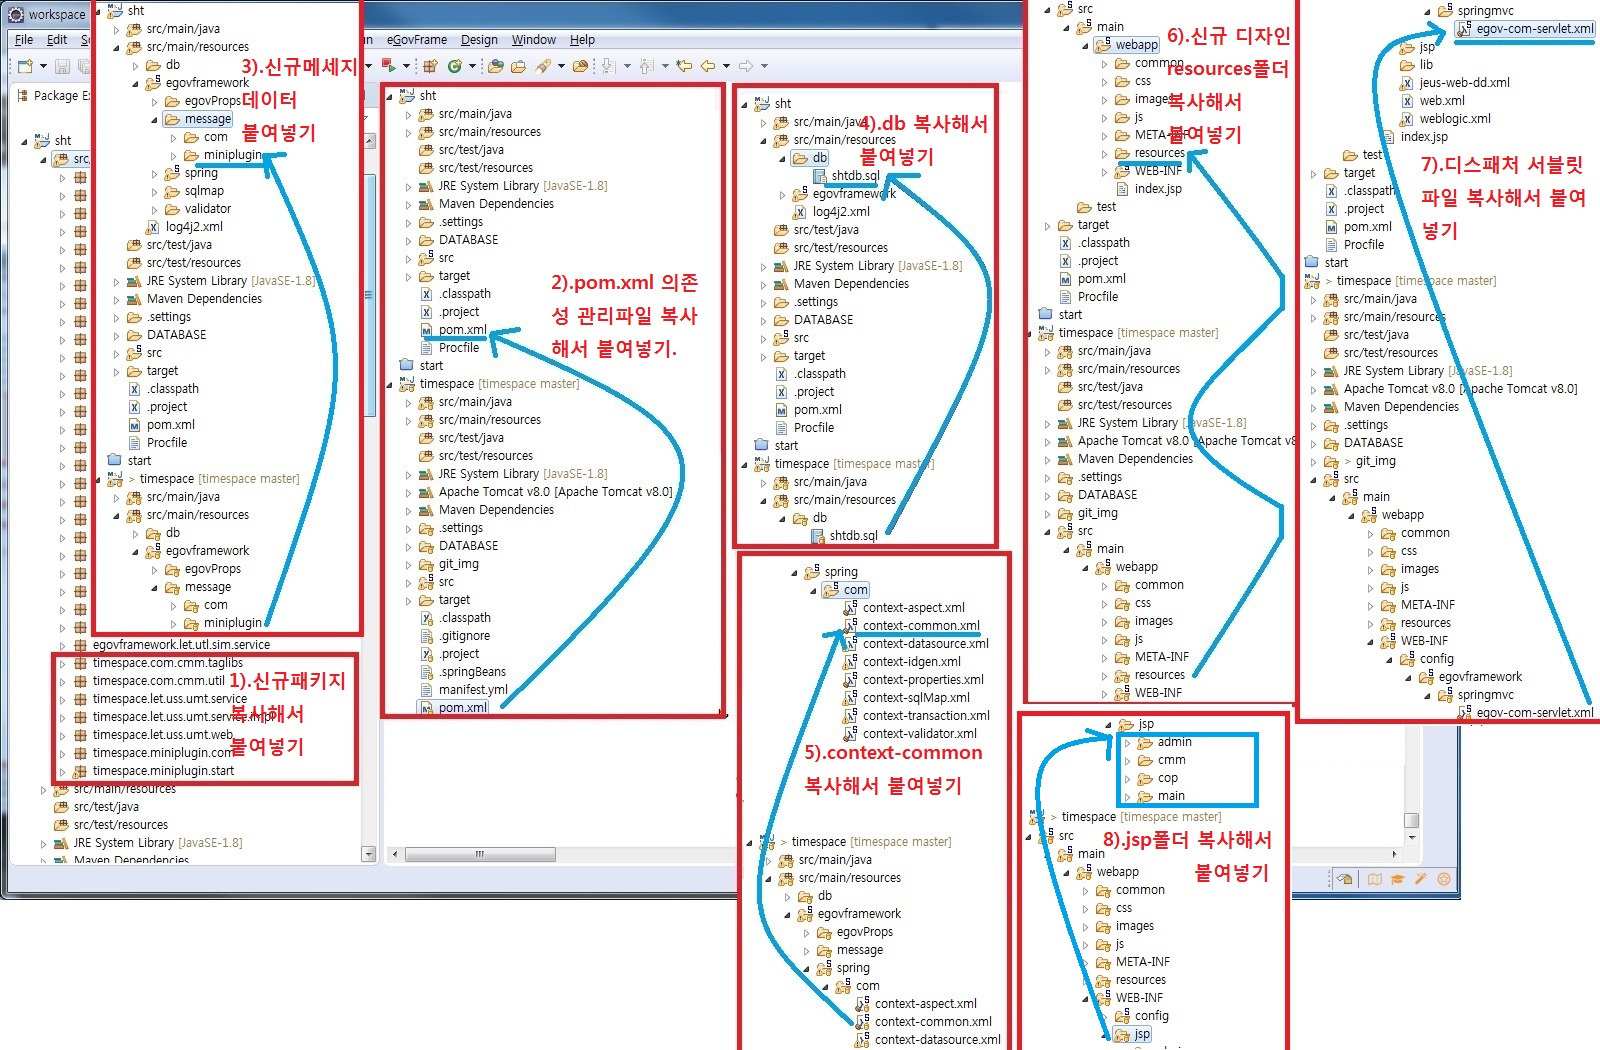 workspace
File Edit
eGovFrame Design Window Help
Package Ex
sht
src/
egovframework.let.utl.sim.service
timespace.com.cmm.taglibs
timespace.com.cmm.util
timespace.let.uss.umt.service
timespace.let.uss.umt.service.impl
timespace.let.uss.umt.web
timespace.miniplugin.com
timespace.miniplugin.start
src/main/resources
src/test/java
src/test/resources
JRE System Library [JavaSE-1.8]
Maven Dependencies
1).신규패키지
복사해서
붙여넣기
sht
src/main/java
src/main/resources
db
egovframework
egovProps
message
com
miniplugin
spring
sqlmap
validator
log4j2.xml
src/test/java
src/test/resources
JRE System Library [JavaSE-1.8]
Maven Dependencies
.settings
DATABASE
src
target
.classpath
.project
pom.xml
Procfile
start
> timespace [timespace master]
src/main/java
src/main/resources
db
egovframework
egovProps
message
com
miniplugin
3).신규메세지
데이터
붙여넣기
sht
src/main/java
src/main/resources
src/test/java
src/test/resources
JRE System Library [JavaSE-1.8]
Maven Dependencies
.settings
DATABASE
src
target
.classpath
.project
pom.xml
Procfile
start
timespace [timespace master]
src/main/java
src/main/resources
src/test/java
src/test/resources
JRE System Library [JavaSE-1.8]
Apache Tomcat v8.0 [Apache Tomcat v8.0]
Maven Dependencies
.settings
DATABASE
git_img
src
target
.classpath
.gitignore
.project
.springBeans
manifest.yml
pom.xml
2).pom.xml 의존
성 관리파일 복사
해서 붙여넣기.
sht
src/main/java
src/main/resources
db
shtdb.sql
egovframework
log4j2.xml
src/test/java
src/test/resources
JRE System Library [JavaSE-1.8]
Maven Dependencies
.settings
DATABASE
src
target
.classpath
.project
pom.xml
Procfile
start
timespace [timespace master]
src/main/java
src/main/resources
db
shtdb.sql
4).db 복사해서
붙여넣기
spring
com
context-aspect.xml
context-common.xml
context-datasource.xml
context-idgen.xml
context-properties.xml
context-sqlMap.xml
context-transaction.xml
context-validator.xml
5).context-common
복사해서 붙여넣기
> timespace [timespace master]
src/main/java
src/main/resources
db
egovframework
egovProps
message
spring
com
context-aspect.xml
context-common.xml
context-datasource.xml
src
main
webapp
common
css
images
js
META-INF
resources
WEB-INF
index.jsp
test
target
.classpath
.project
pom.xml
Procfile
start
timespace [timespace master]
src/main/java
src/main/resources
src/test/java
src/test/resources
JRE System Library [JavaSE-1.8]
Apache Tomcat v8.0 [Apache Tomcat v8
Maven Dependencies
.settings
DATABASE
git_img
src
main
webapp
common
css
images
js
META-INF
resources
WEB-INF
6).신규 디자인
resources폴더
복사해서
붙여넣기
springmvc
egov-com-servlet.xml
jsp
lib
jeus-web-dd.xml
web.xml
weblogic.xml
index.jsp
test
target
.classpath
.project
pom.xml
Procfile
start
> timespace [timespace master]
src/main/java
src/main/resources
src/test/java
src/test/resources
JRE System Library [JavaSE-1.8]
Apache Tomcat v8.0 [Apache Tomcat v8.0]
Maven Dependencies
.settings
DATABASE
> git_img
src
main
webapp
common
css
images
js
META-INF
resources
WEB-INF
config
egovframework
springmvc
egov-com-servlet.xml
7).디스패처 서블릿
파일 복사해서 붙여
넣기
jsp
admin
cmm
cop
main
> timespace [timespace master]
src
main
webapp
common
css
images
js
META-INF
resources
WEB-INF
config
jsp
8).jsp폴더 복사해서
붙여넣기